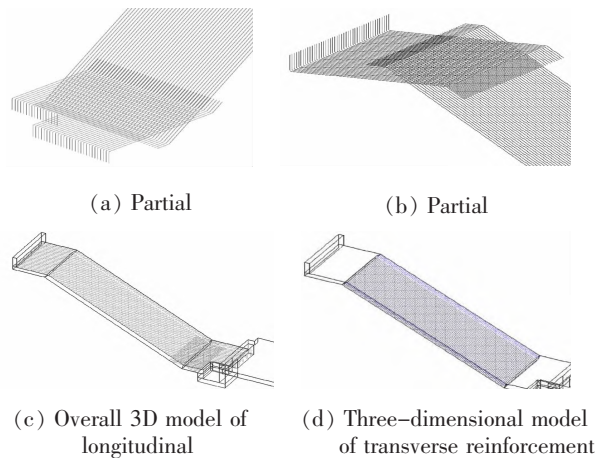 (a) Partial
(b) Partial
(c) Overall 3D model of
longitudinal
(d) Three-dimensional model
of transverse reinforcement